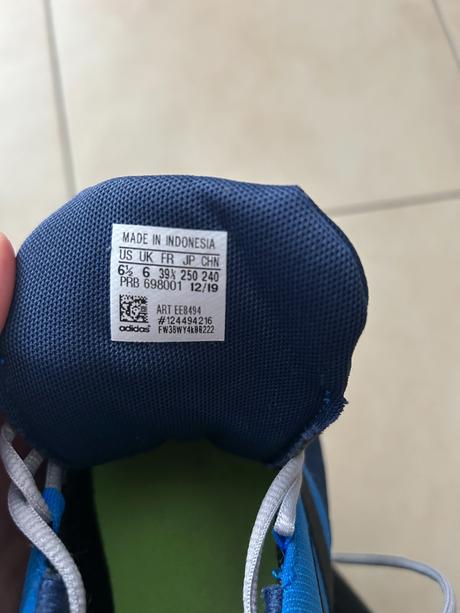 MADE IN INDONESIA
US UK FR JP CHN
6½ 6 39⅓ 250 240
PRB 698001 12/19
ART EE8494
#124494216
adidas FW38WY4k